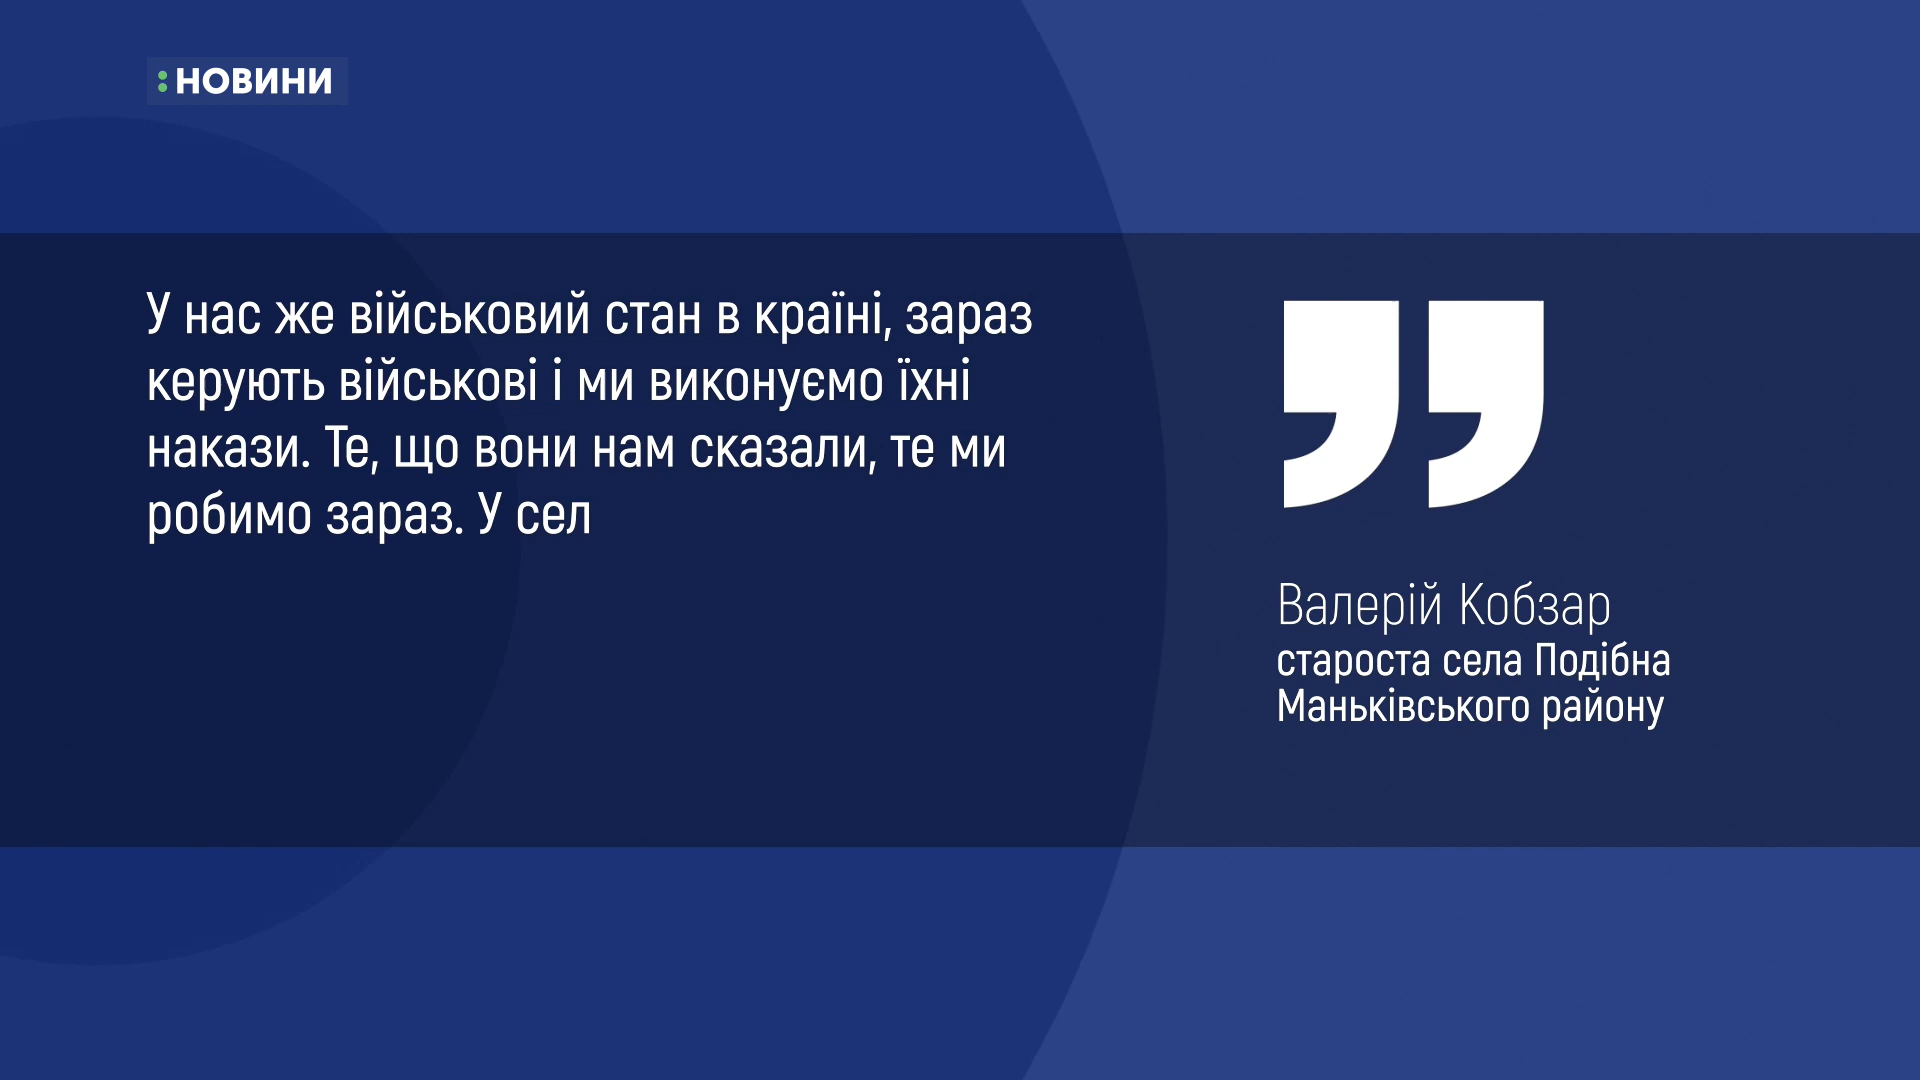 :НОВИНИ
У нас же військовий стан в країні, зараз
керують військові і ми виконуємо їхні
накази. Те, що вони нам сказали, те ми
робимо зараз. У сел
Валерій Кобзар
староста села Подібна
Маньківського району